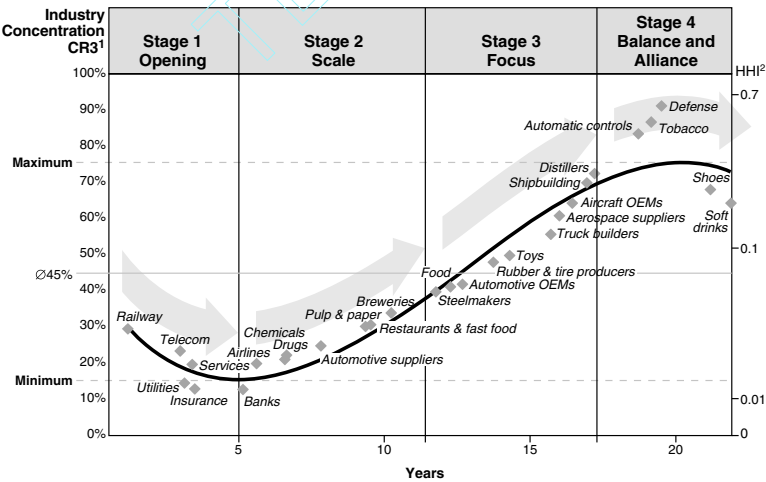 Industry
Concentration
CR3¹
Stage 1
Opening
Stage 2
Scale
Stage 3
Focus
Stage 4
Balance and
Alliance
100%
90%
80%
Maximum
70%
60%
50%
Ø45%
40%
30%
20%
Minimum
10%
0%
HHI²
0.7
0.1
0.01
0
Railway
Telecom
Services
Utilities
Insurance
Banks
Airlines
Chemicals
Drugs
Automotive suppliers
Pulp & paper
Breweries
Restaurants & fast food
Food
Steelmakers
Automotive OEMs
Rubber & tire producers
Toys
Truck builders
Aerospace suppliers
Aircraft OEMs
Shipbuilding
Distillers
Automatic controls
Tobacco
Defense
Shoes
Soft
drinks
5
10
15
20
Years